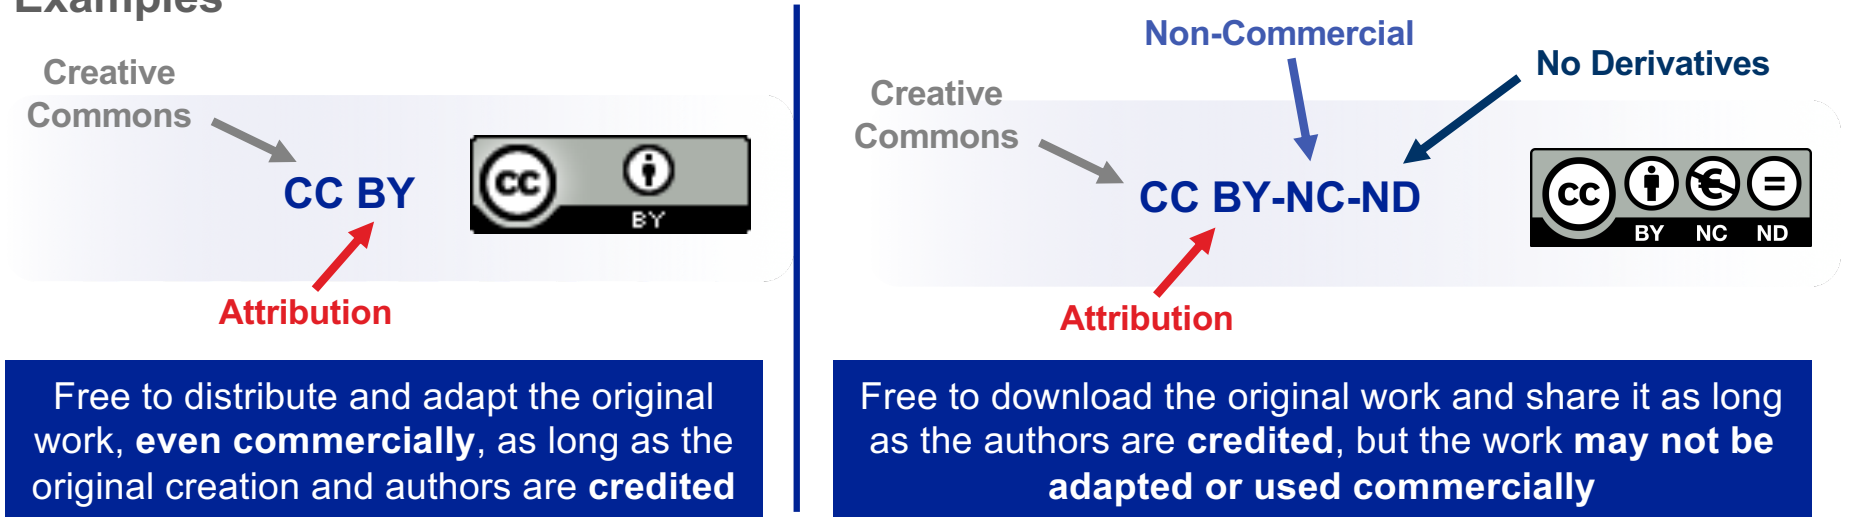 Examples
Creative
Commons
CC BY
cc
BY
Attribution
Free to distribute and adapt the original
work, even commercially, as long as the
original creation and authors are credited
Non-Commercial
No Derivatives
Creative
Commons
CC BY-NC-ND
cc
BY NC ND
Attribution
Free to download the original work and share it as long
as the authors are credited, but the work may not be
adapted or used commercially